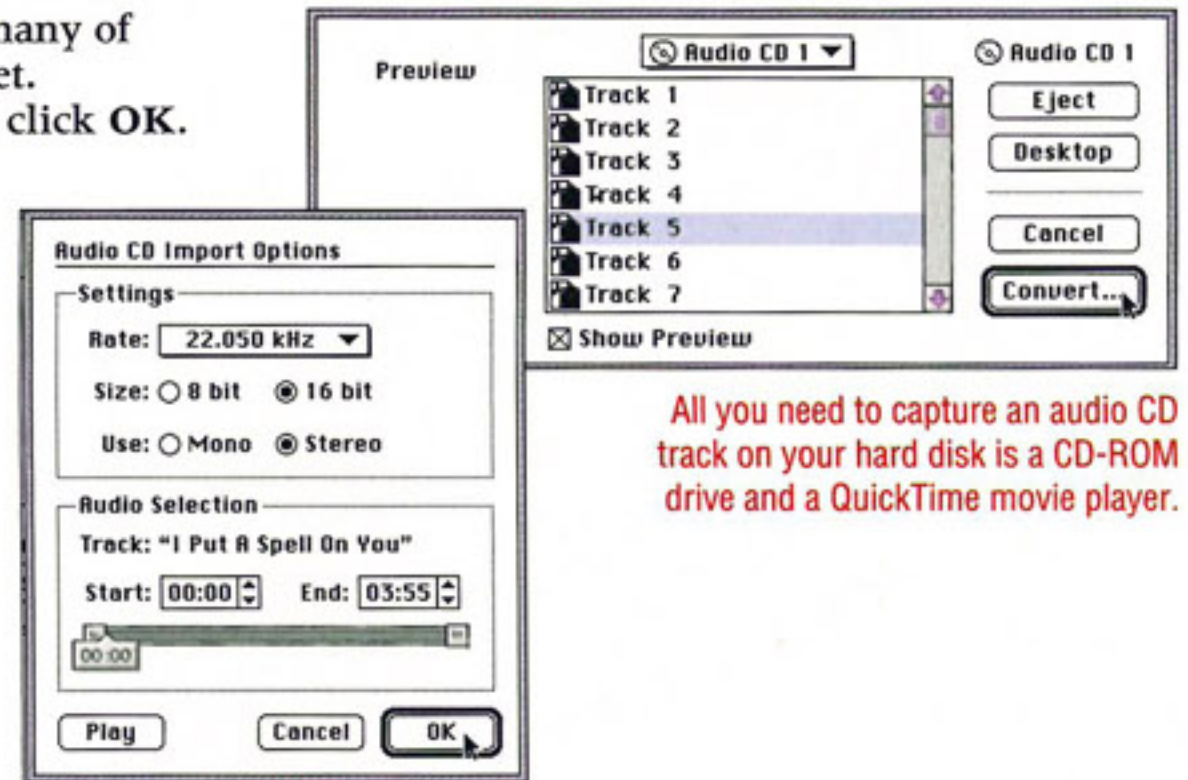 many of
et.
click OK.
Preview
Audio CD 1
Track 1
Track 2
Track 3
Track 4
Track 5
Track 6
Track 7
Show Preview
Audio CD 1
Eject
Desktop
Cancel
Convert...
Audio CD Import Options
Settings
Rate: 22.050 kHz
Size: 8 bit 16 bit
Use: Mono Stereo
Audio Selection
Track: "I Put A Spell On You"
Start: 00:00 End: 03:55
00:00
Play Cancel OK
All you need to capture an audio CD
track on your hard disk is a CD-ROM
drive and a QuickTime movie player.